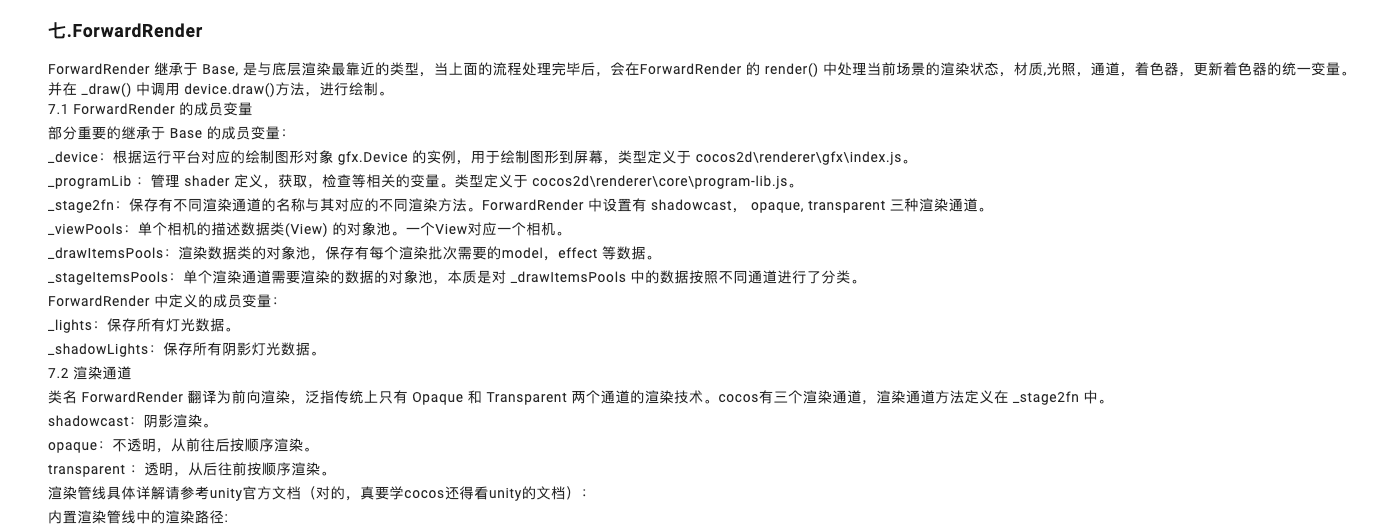 七.ForwardRender
ForwardRender 继承于 Base, 是与底层渲染最靠近的类型，当上面的流程处理完毕后，会在ForwardRender 的 render() 中处理当前场景的渲染状态，材质,光照，通道，着色器，更新着色器的统一变量。
并在 _draw() 中调用 device.draw()方法，进行绘制。
7.1 ForwardRender 的成员变量
部分重要的继承于 Base 的成员变量：
_device：根据运行平台对应的绘制图形对象 gfx.Device 的实例，用于绘制图形到屏幕，类型定义于 cocos2d\renderer\gfx\index.js。
_programLib ：管理 shader 定义，获取，检查等相关的变量。类型定义于 cocos2d\renderer\core\program-lib.js。
_stage2fn：保存有不同渲染通道的名称与其对应的不同渲染方法。ForwardRender 中设置有 shadowcast， opaque, transparent 三种渲染通道。
_viewPools：单个相机的描述数据类(View) 的对象池。一个View对应一个相机。
_drawItemsPools：渲染数据类的对象池，保存有每个渲染批次需要的model，effect 等数据。
_stageItemsPools：单个渲染通道需要渲染的数据的对象池，本质是对 _drawItemsPools 中的数据按照不同通道进行了分类。
ForwardRender 中定义的成员变量：
_lights：保存所有灯光数据。
_shadowLights：保存所有阴影灯光数据。
7.2 渲染通道
类名 ForwardRender 翻译为前向渲染，泛指传统上只有 Opaque 和 Transparent 两个通道的渲染技术。cocos有三个渲染通道，渲染通道方法定义在 _stage2fn 中。
shadowcast：阴影渲染。
opaque：不透明，从前往后按顺序渲染。
transparent ：透明，从后往前按顺序渲染。
渲染管线具体详解请参考unity官方文档（对的，真要学cocos还得看unity的文档）：
内置渲染管线中的渲染路径: